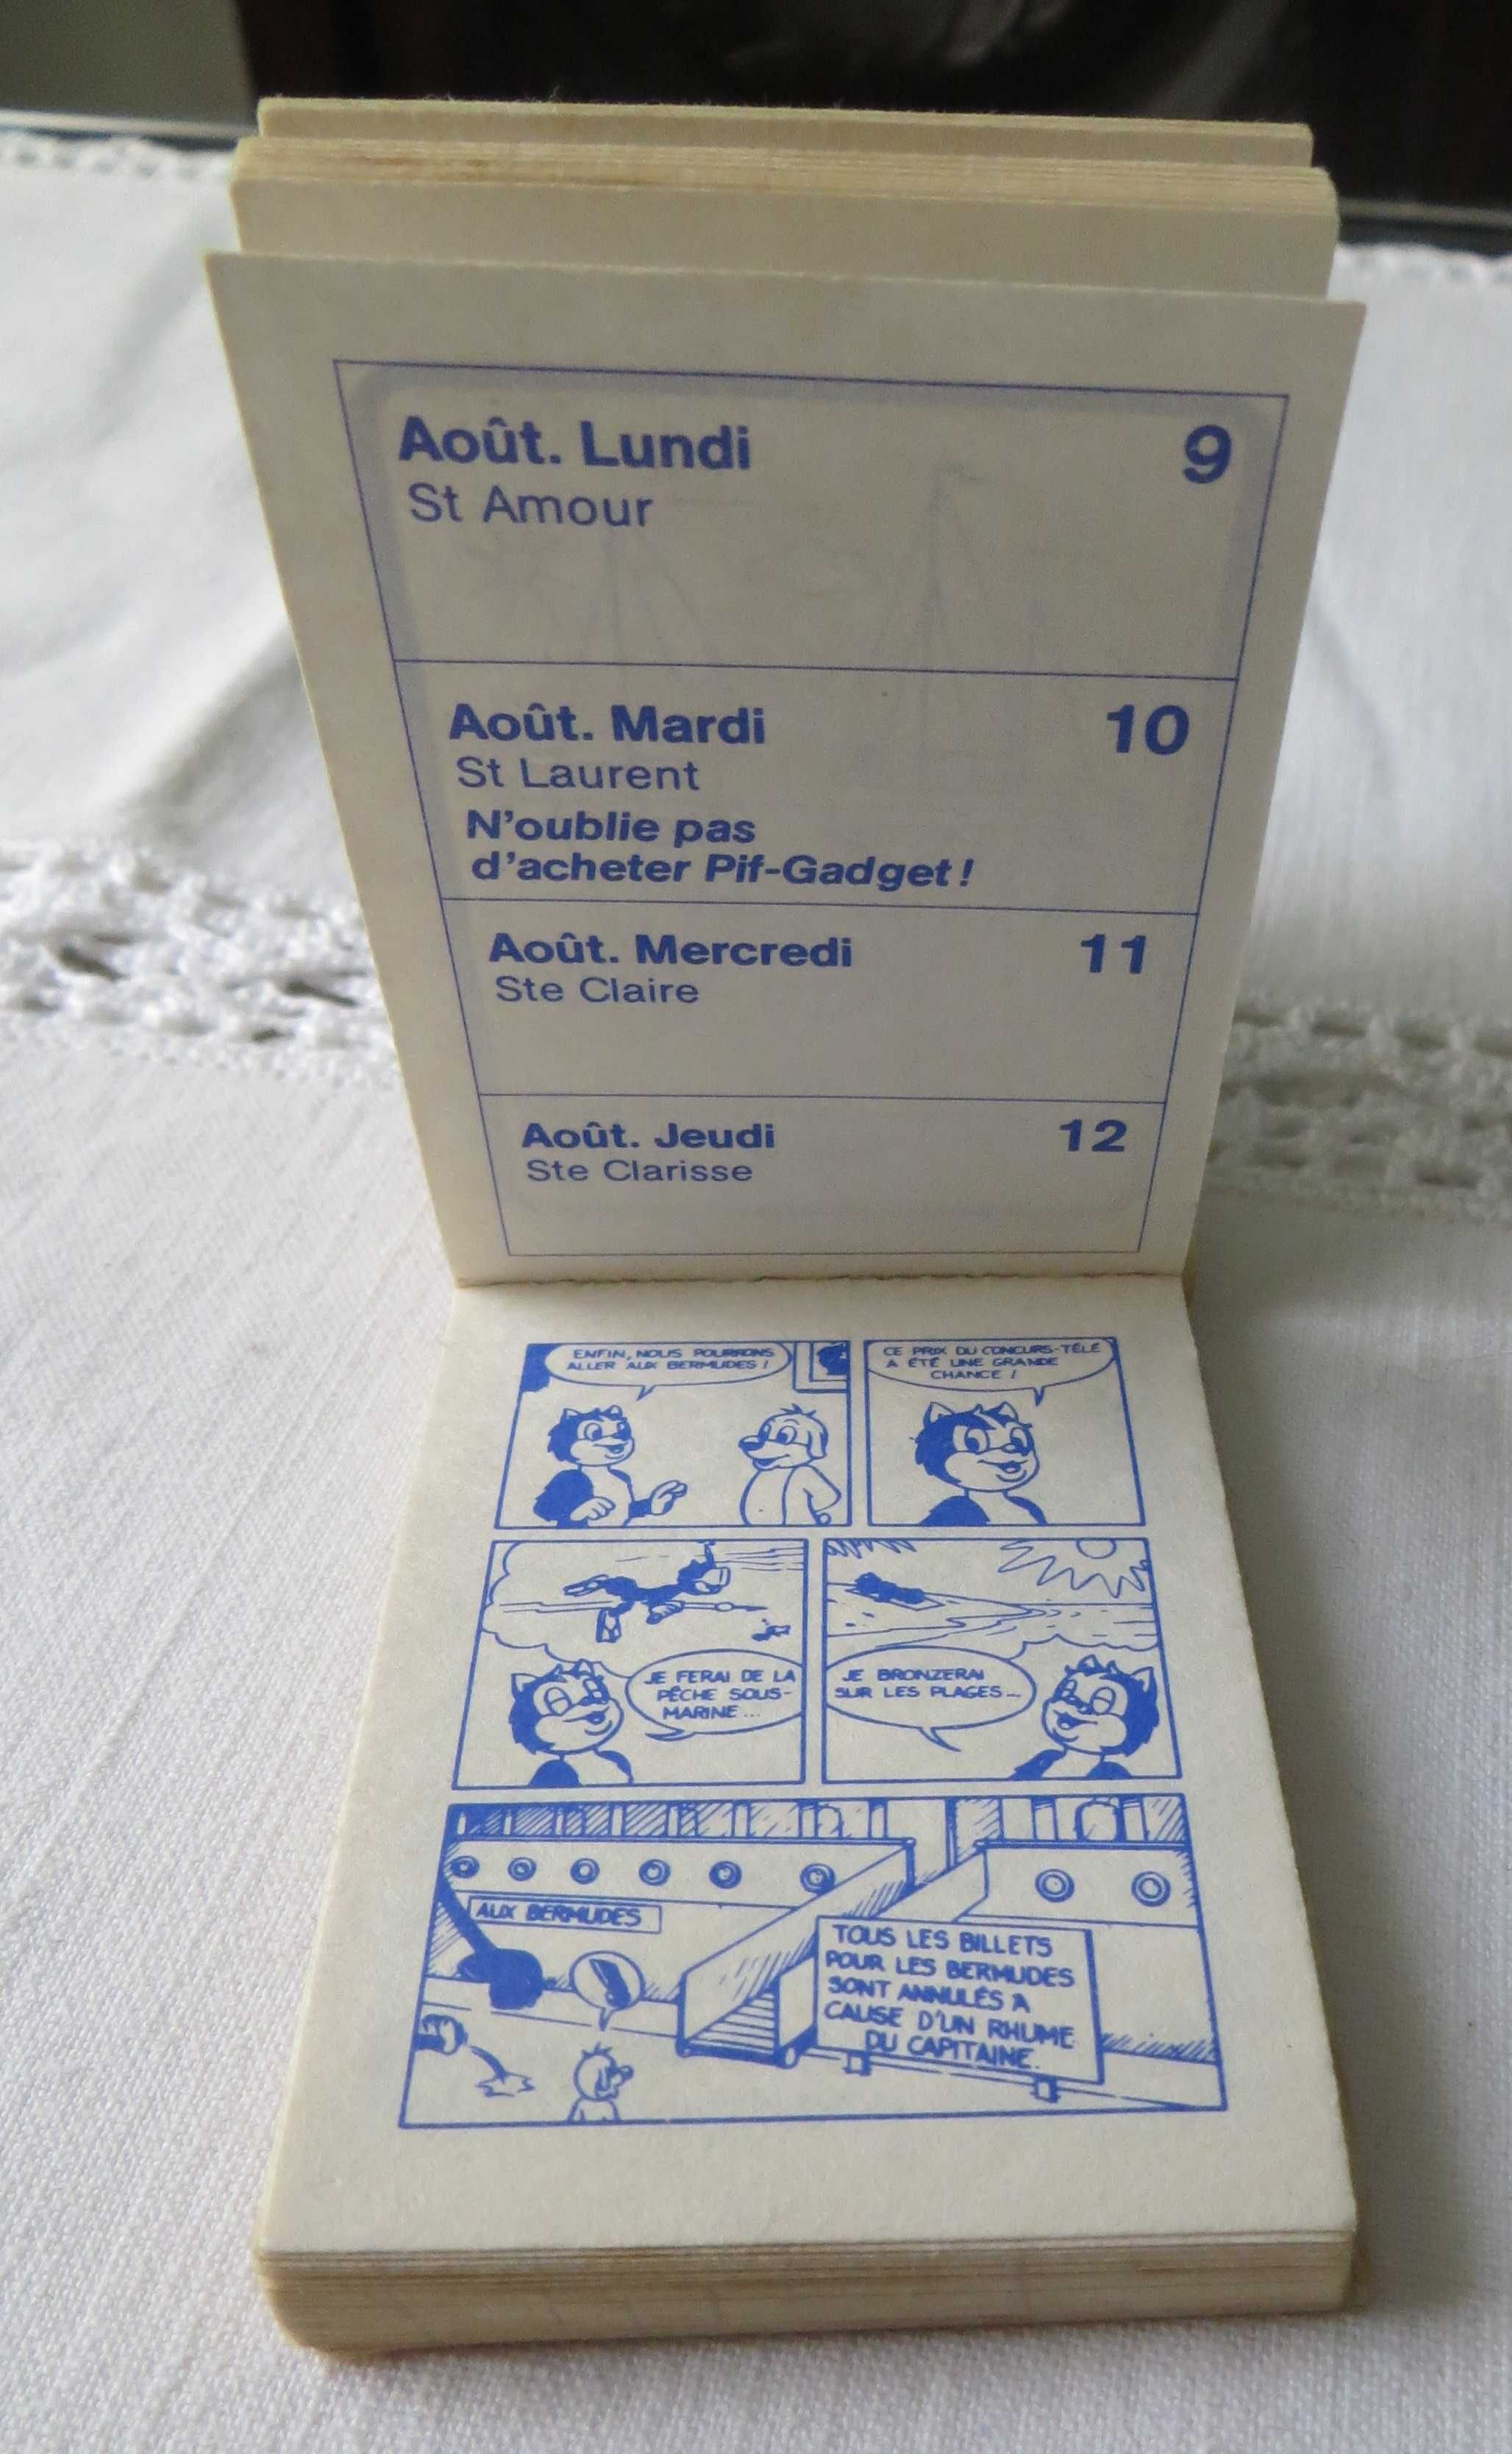 Août. Lundi 9
St Amour
Août. Mardi 10
St Laurent
N'oublie pas
d'acheter Pif-Gadget!
Août. Mercredi 11
Ste Claire
Août. Jeudi 12
Ste Clarisse
ENFIN, NOUS POURRONS
ALLER AUX BERMUDES !
CE PRIX DU CONCURS-TÉLÉ
A ÉTÉ UNE GRANDE
CHANCE !
JE FERAI DE LA
PÊCHE SOUS-
MARINE...
JE BRONZERAI
SUR LES PLAGES...
AUX BERMUDES
TOUS LES BILLETS
POUR LES BERMUDES
SONT ANNULÉS A
CAUSE D'UN RHUME
DU CAPITAINE.